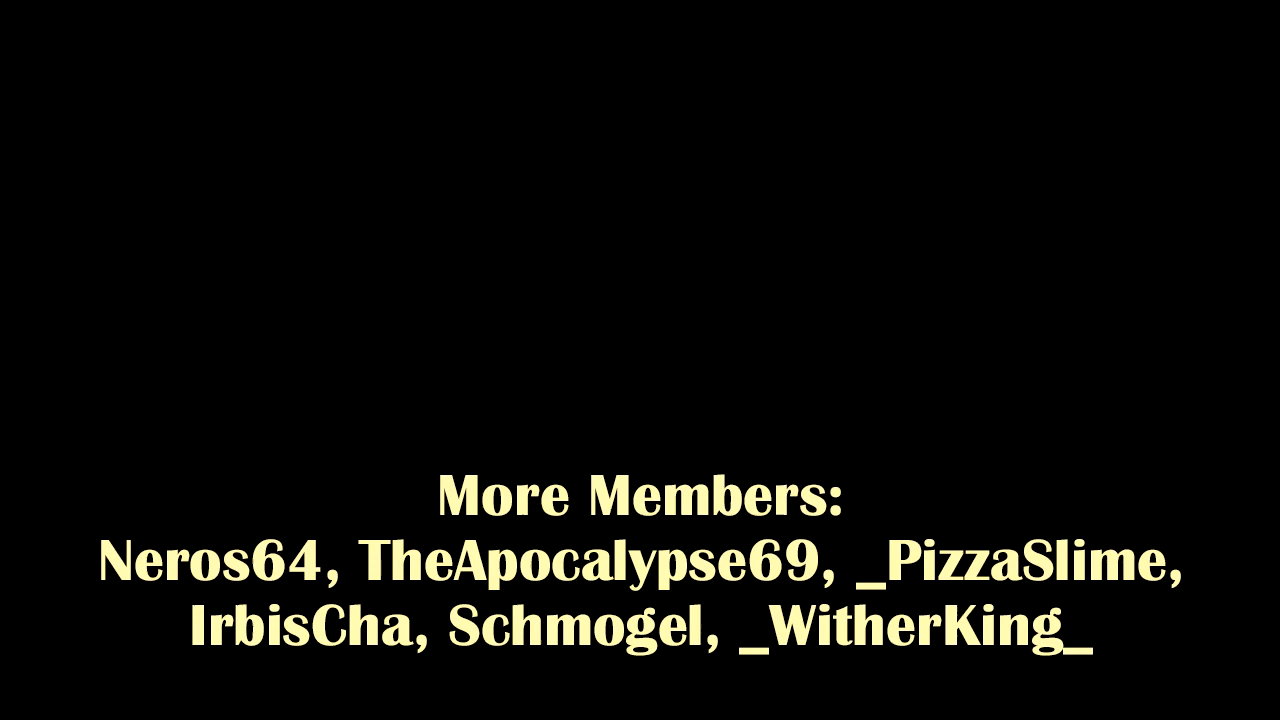 More Members:
Neros64, TheApocalypse69, _PizzaSlime,
IrbisCha, Schmogel, _WitherKing_